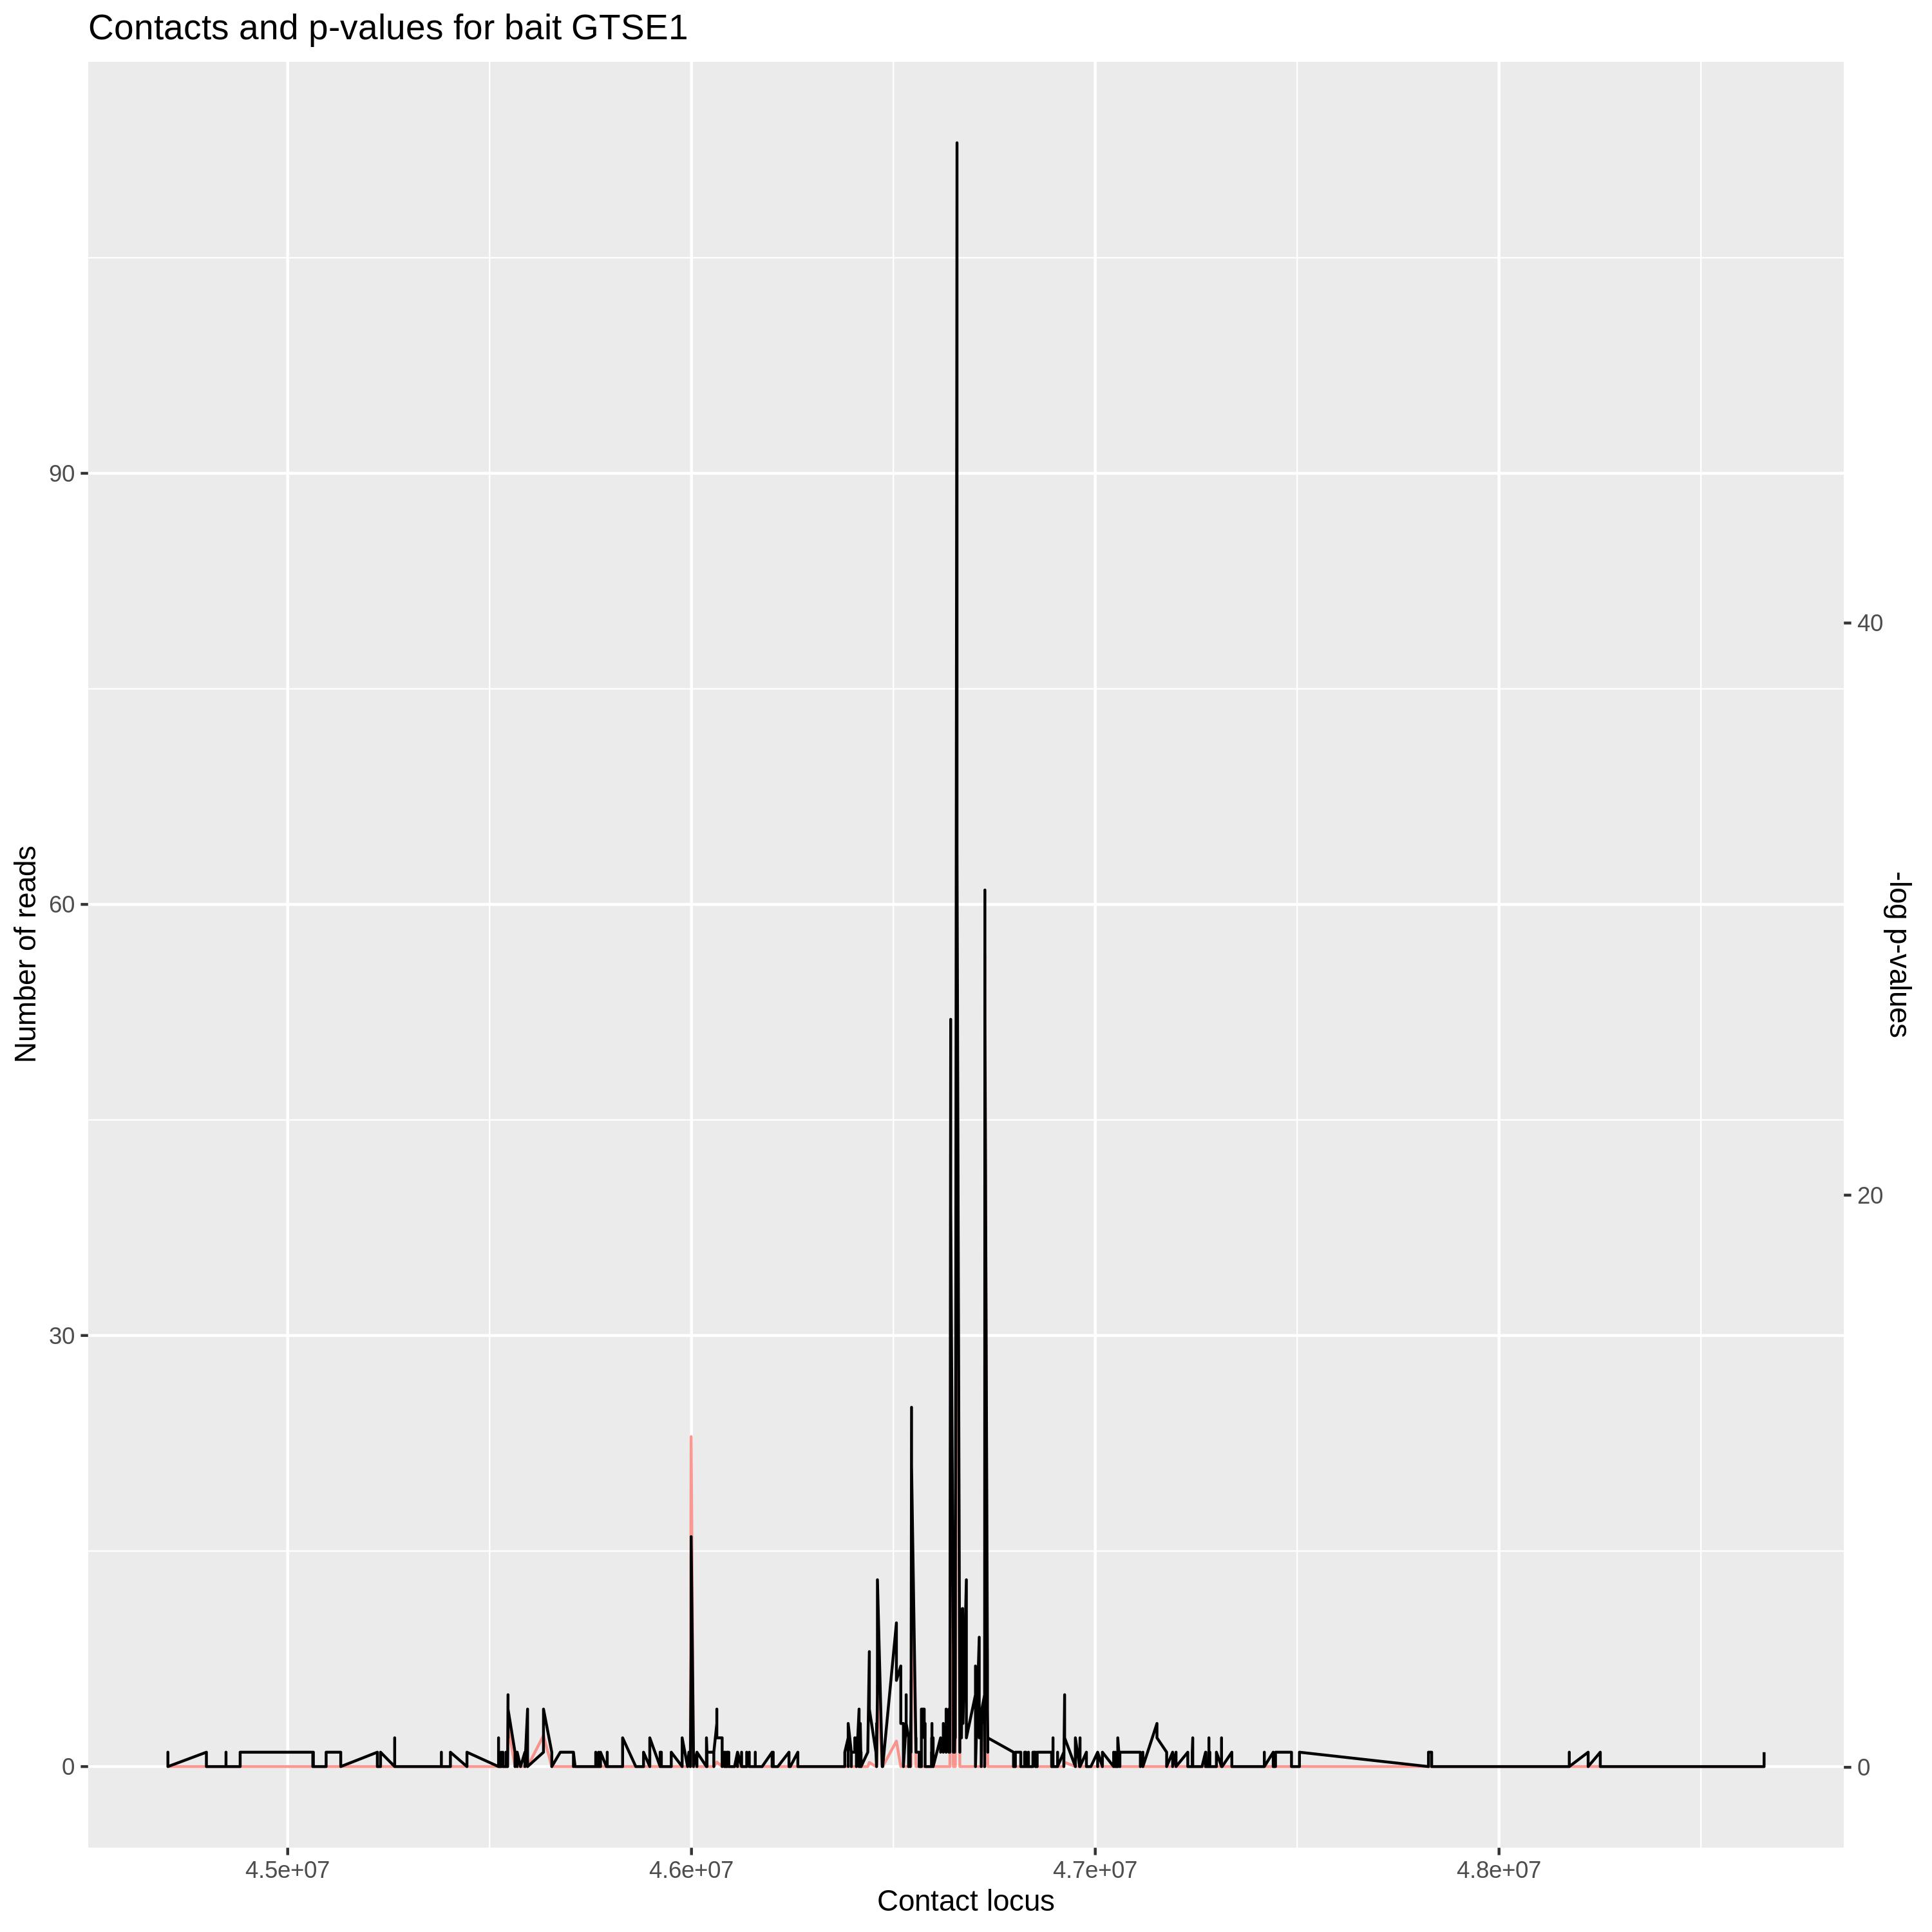 Contacts and p-values for bait GTSE1
Number of reads
90
60
30
0
40
20
0
-log p-values
4.5e+07
4.6e+07
4.7e+07
4.8e+07
Contact locus